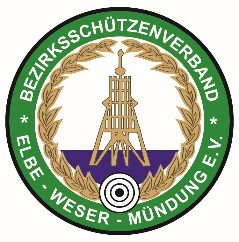 BEZIRKSSCHÜTZENVERBAND
* ELBE - WESER - MÜNDUNG E.V. *